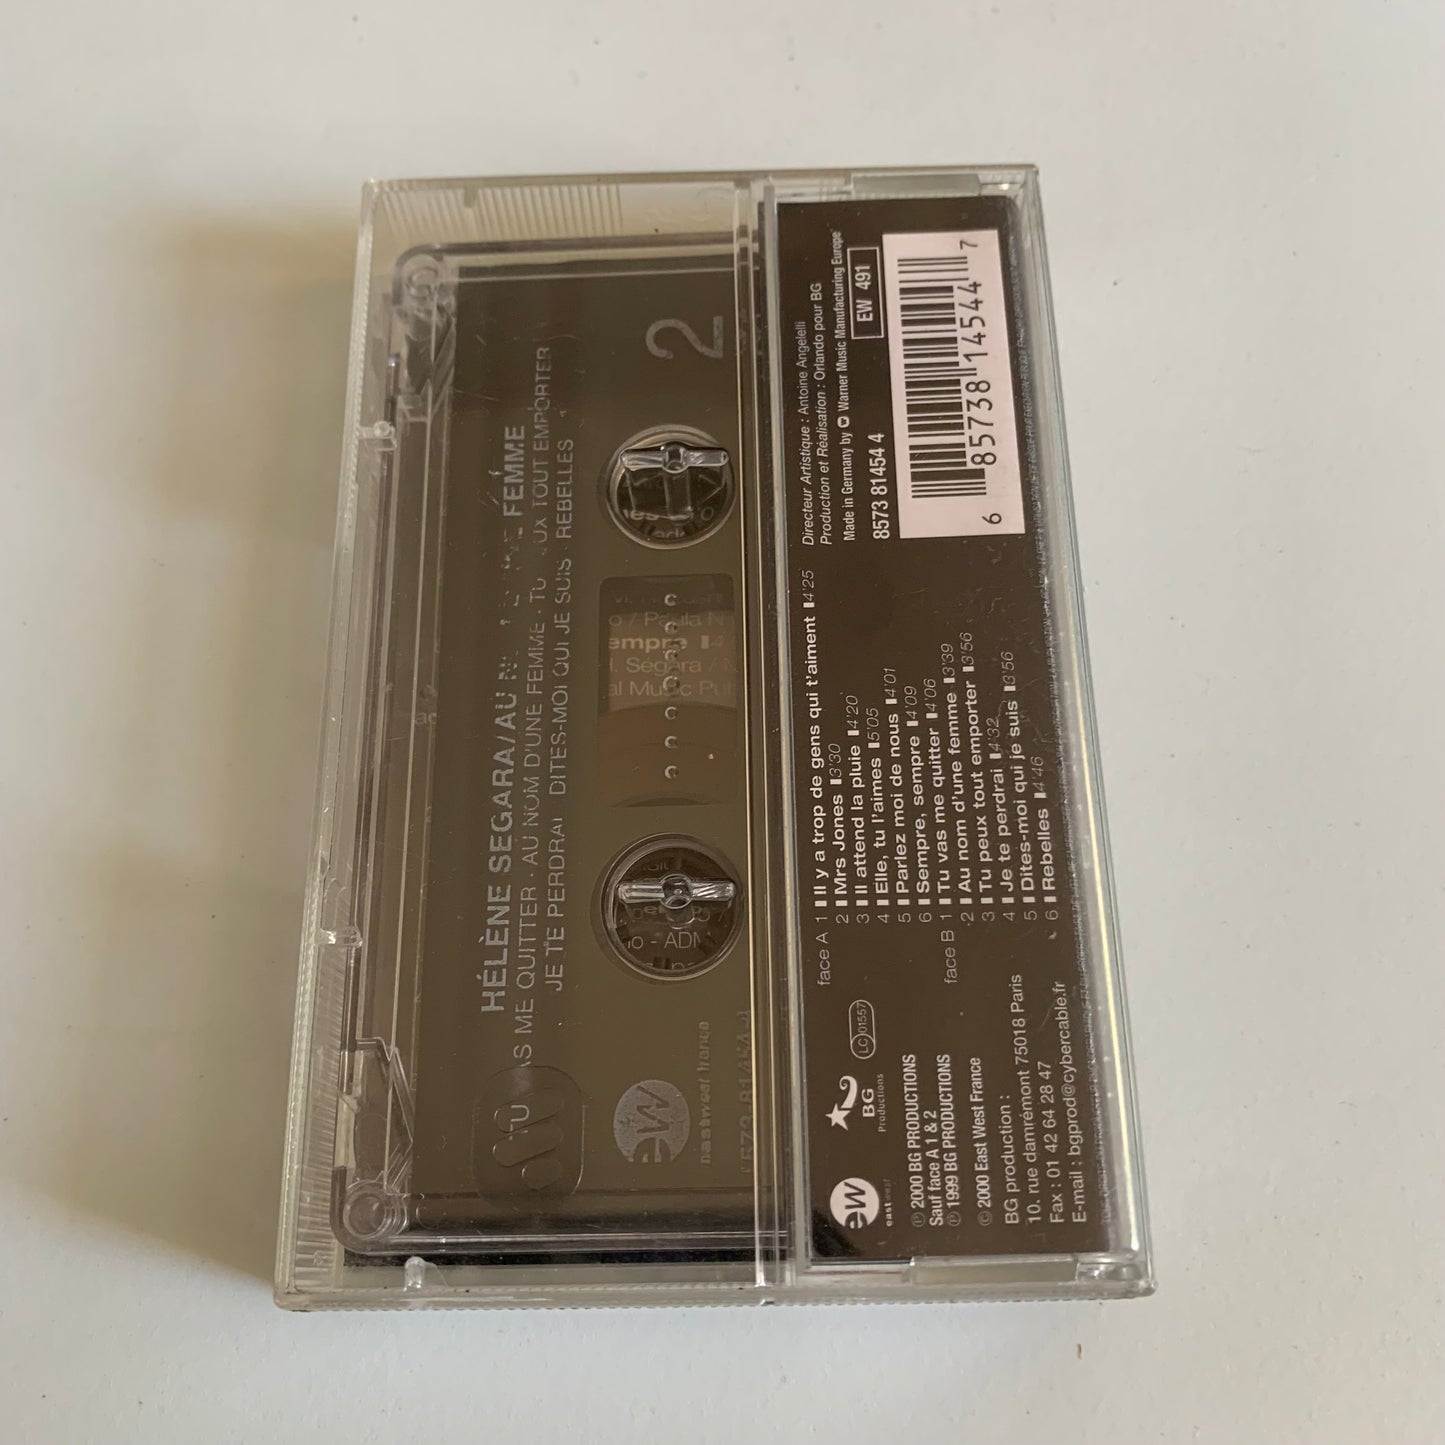 HÉLÈNE SEGARA/AU FEMME
ME QUITTER · AU NOM D'UNE FEMME · TU TOUT EMPORTER
JE TE PERDRAI DITES-MOI QUI JE SUIS · REBELLES
2
ew
eastwest france
face A 1 Il y a trop de gens qui t'aiment 4'25
2 Mrs Jones 3'30
3 Il attend la pluie 4'20
4 Elle, tu l'aimes 5'05
5 Parlez moi de nous 4'01
6 Sempre, sempre 4'09
face B 1 Tu vas me quitter 4'06
2 Au nom d'une femme 3'39
3 Tu peux tout emporter 3'56
4 Je te perdrai 4'32
5 Dites-moi qui je suis 3'56
6 Rebelles 4'46
Directeur Artistique : Antoine Angelelli
Production et Réalisation : Orlando pour BG
Made in Germany by Warner Music Manufacturing Europe
8573 81454 4
EW 491
6 85738 14544 7
ew
eastwest
BG
Productions
LC 01557
℗ 2000 BG PRODUCTIONS
Sauf face A 1 & 2
℗ 1999 BG PRODUCTIONS
© 2000 East West France
BG production :
10. rue damrémont 75018 Paris
Fax : 01 42 64 28 47
E-mail : bgprod@cybercable.fr